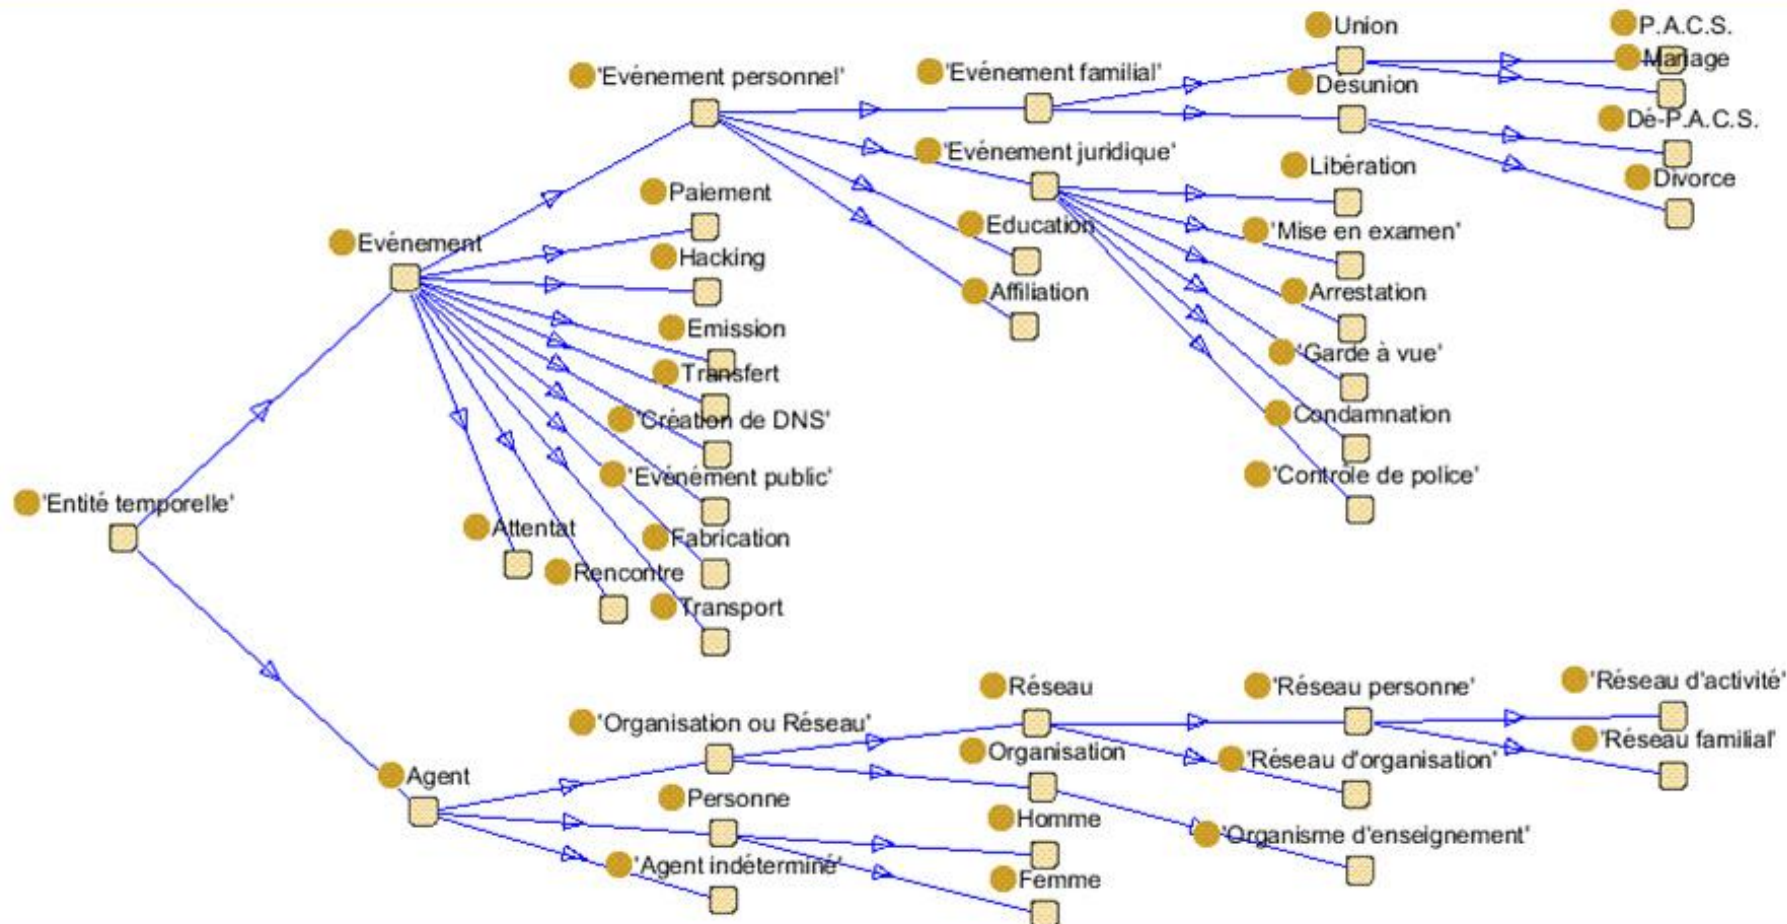 Union
P.A.C.S.
Mariage
'Evénement personnel'
'Evénement familial'
Désunion
Dé-P.A.C.S.
'Evénement juridique'
Libération
Divorce
Paiement
Education
'Mise en examen'
Evénement
Hacking
Affiliation
Arrestation
Emission
'Garde à vue'
Transfert
'Création de DNS'
Condamnation
'Evénement public'
'Contrôle de police'
'Entité temporelle'
Attentat
Fabrication
Rencontre
Transport
Réseau
'Réseau personne'
'Réseau d'activité'
'Organisation ou Réseau'
Organisation
'Réseau d'organisation'
'Réseau familial'
Agent
Personne
Homme
'Organisme d'enseignement'
'Agent indéterminé'
Femme